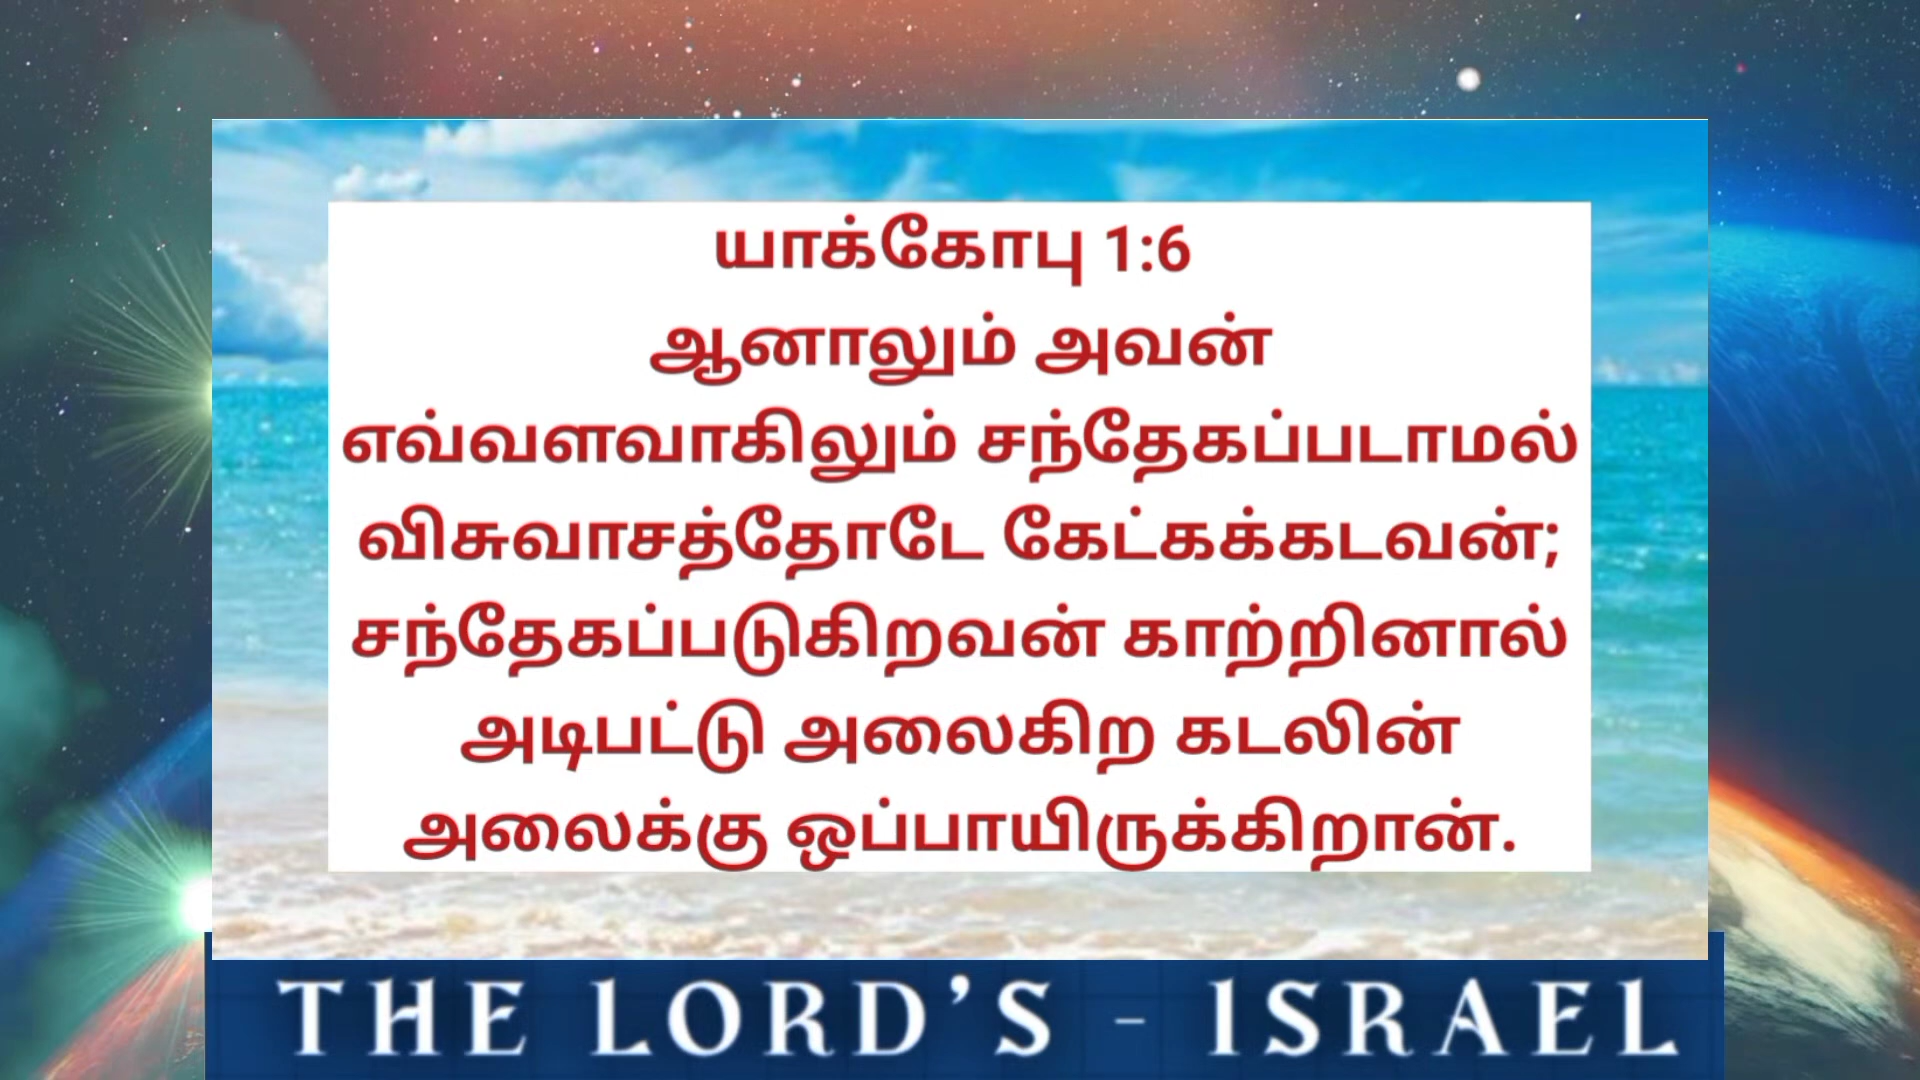 யாக்கோபு 1:6
ஆனாலும் அவன்
எவ்வளவாகிலும் சந்தேகப்படாமல்
விசுவாசத்தோடே கேட்கக்கடவன்;
சந்தேகப்படுகிறவன் காற்றினால்
அடிபட்டு அலைகிற கடலின்
அலைக்கு ஒப்பாயிருக்கிறான்.
THE LORD'S - ISRAEL